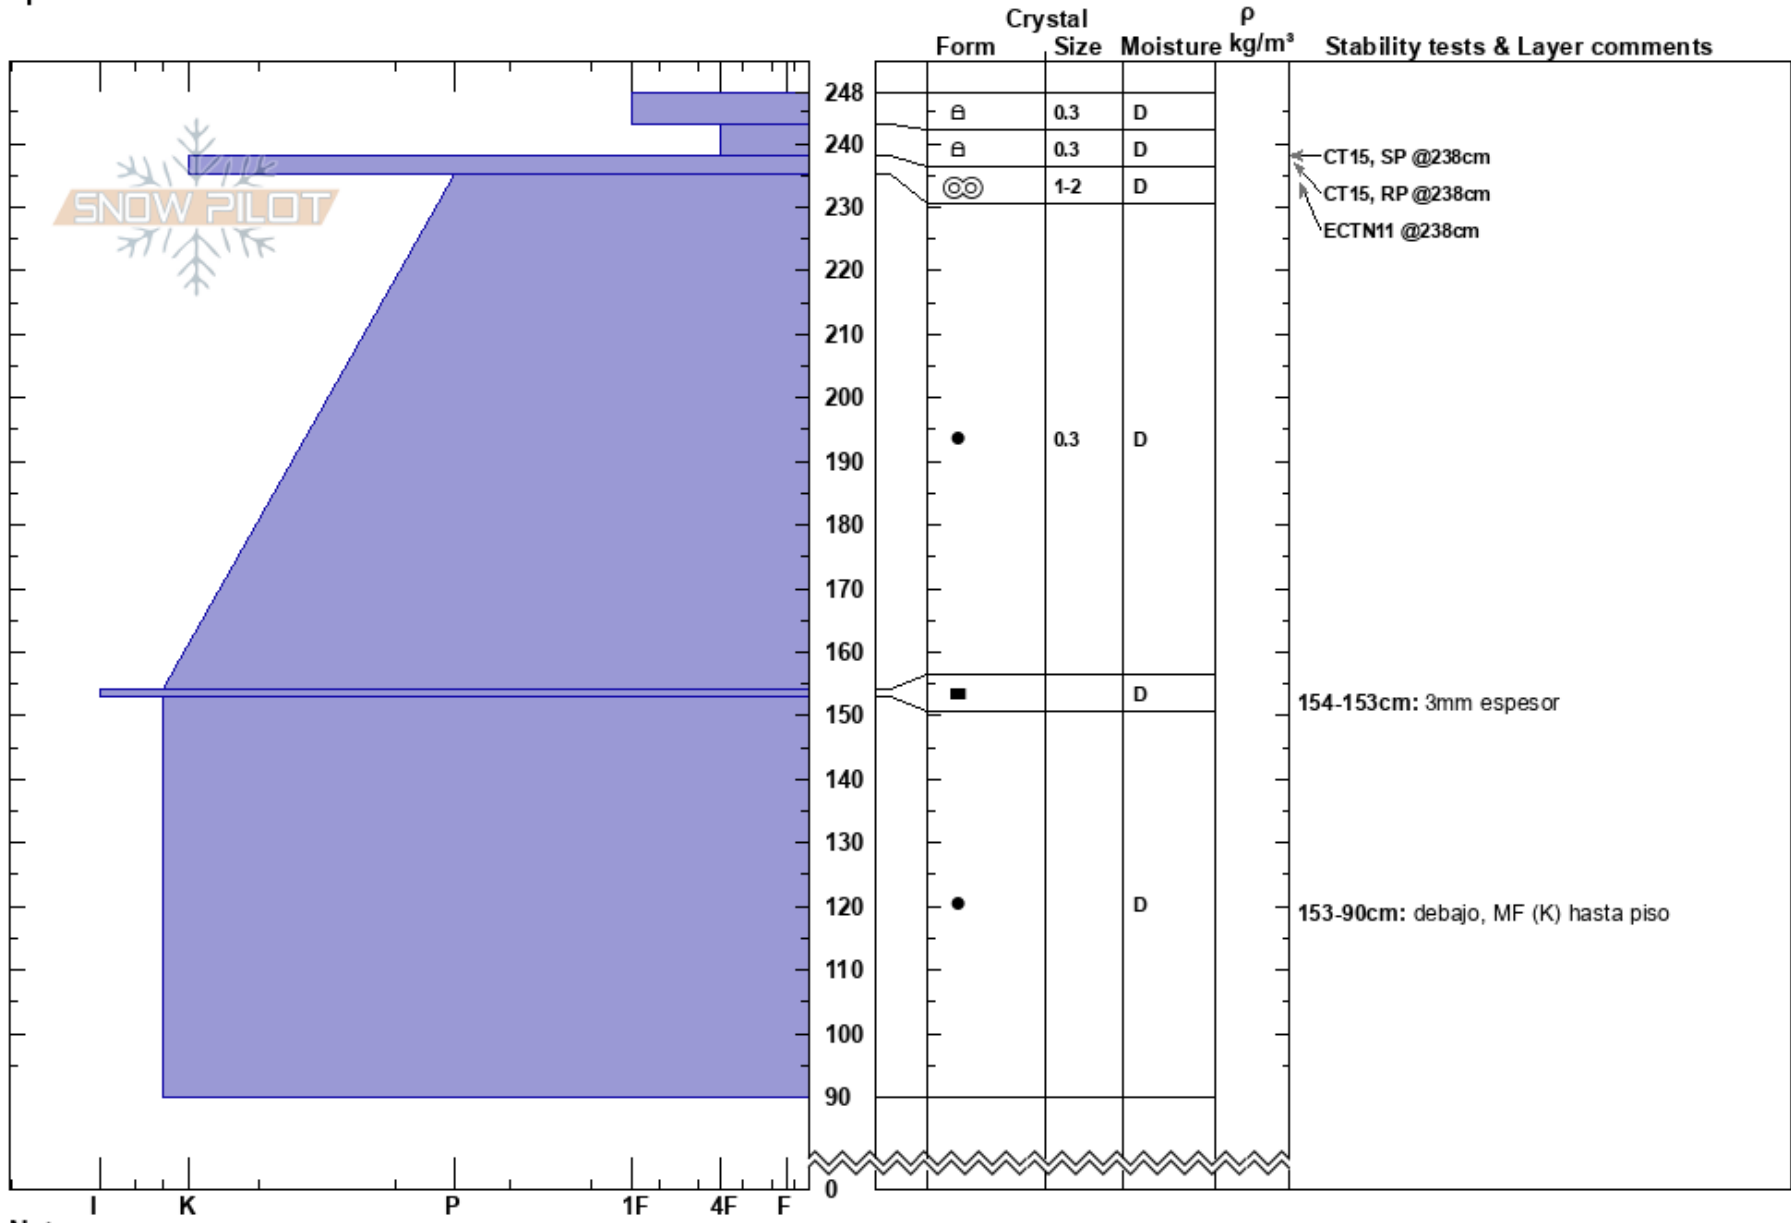 Crystal ρ
Form Size Moisture kg/m³ Stability tests & Layer comments
248
0.3 D
240
0.3 D
CT15, SP @238cm
1-2 D
CT15, RP @238cm
230
ECTN11 @238cm
SNOW PILOT
220
210
200
0.3 D
190
180
170
160
D
154-153cm: 3mm espesor
150
140
130
120
D
153-90cm: debajo, MF (K) hasta piso
110
100
90
0
I K P 1F 4F F